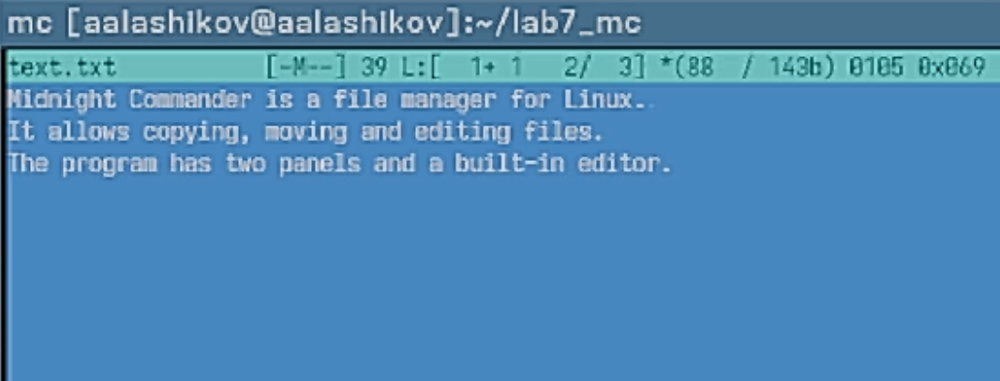 mc [aalashikov@aalashikov]:~/lab7_mc
text.txt [-M--] 39 L:[ 1+ 1 2/ 3] *(88 / 143b) 0105 0x069
Midnight Commander is a file manager for Linux.
It allows copying, moving and editing files.
The program has two panels and a built-in editor.